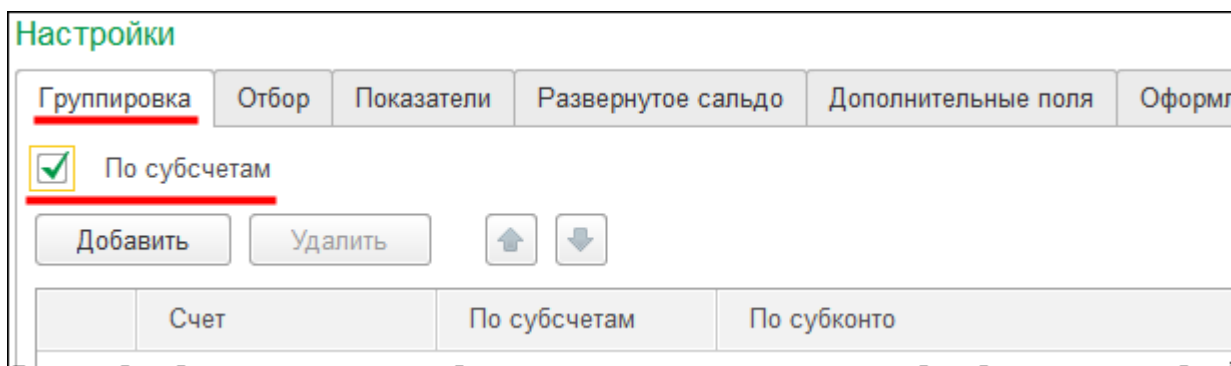 Настройки
Группировка Отбор Показатели Развернутое сальдо Дополнительные поля
По субсчетам
Добавить Удалить
Счет По субсчетам По субконто